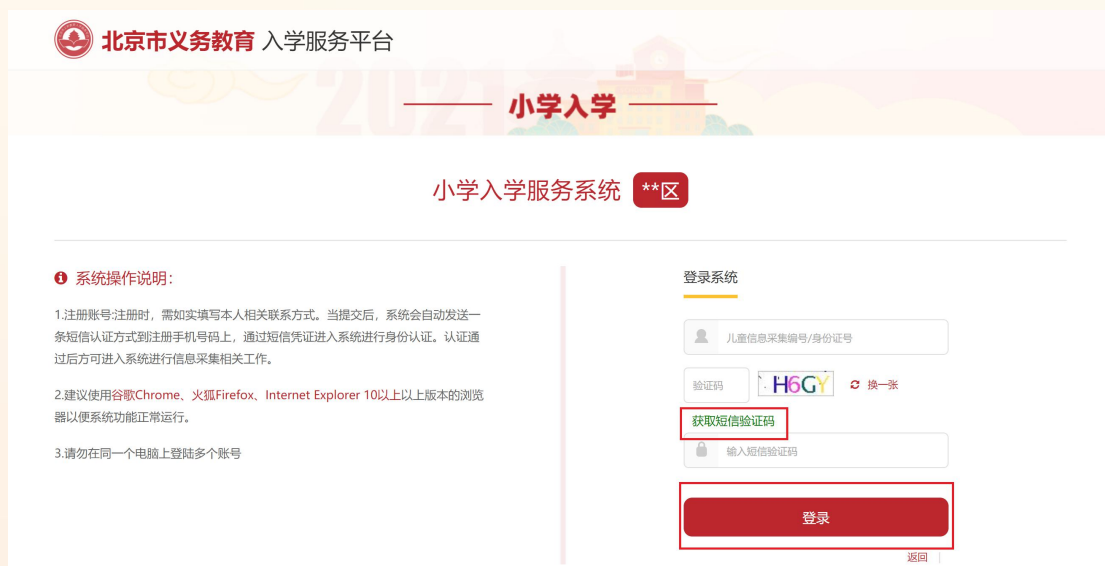 北京市义务教育 入学服务平台
2021
小学入学
小学入学服务系统 **区
系统操作说明：
1.注册账号:注册时，需如实填写本人相关联系方式。当提交后，系统会自动发送一
条短信认证方式到注册手机号码上，通过短信凭证进入系统进行身份认证。认证通
过后方可进入系统进行信息采集相关工作。
2.建议使用谷歌Chrome、火狐Firefox、Internet Explorer 10以上以上版本的浏览
器以便系统功能正常运行。
3.请勿在同一个电脑上登陆多个账号
登录系统
儿童信息采集编号/身份证号
验证码 H6GY 换一张
获取短信验证码
输入短信验证码
登录
返回